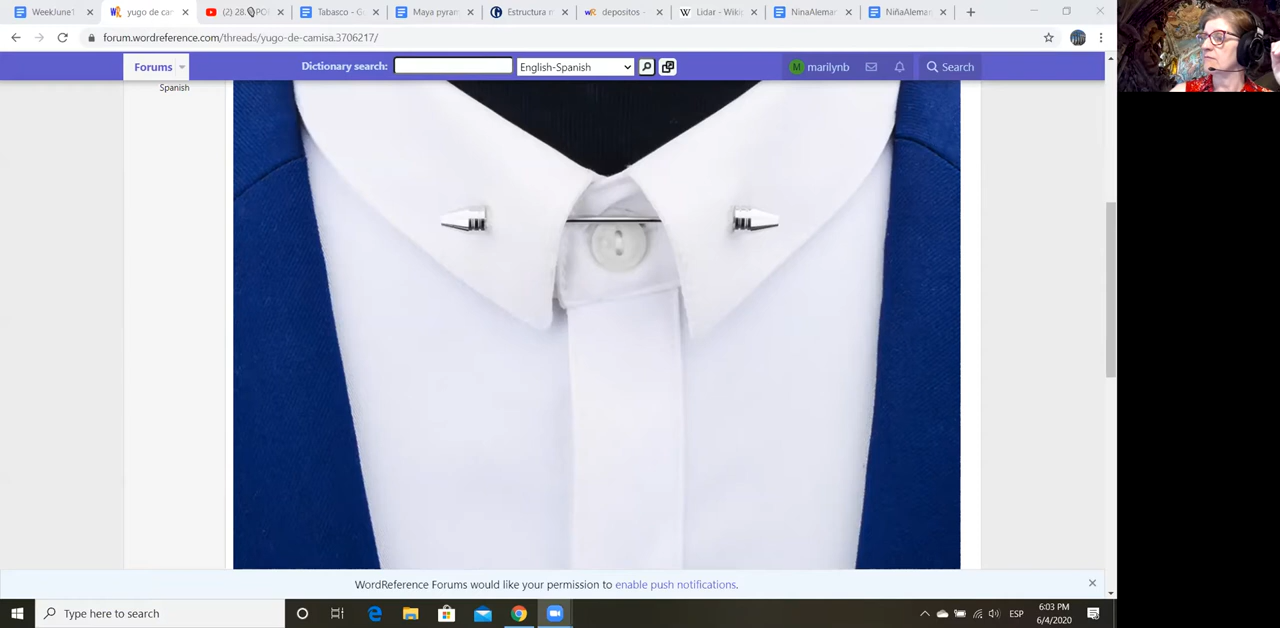 WeekJune1
yugo de car
(2) 28.
Tabasco - G
Maya pyram
Estructura m
depositos -
Lidar - Wiki
NinaAleman
NiñaAleman
forum.wordreference.com/threads/yugo-de-camisa.3706217/
Forums
Dictionary search:
English-Spanish
M
marilynb
Search
Spanish
WordReference Forums would like your permission to enable push notifications.
Type here to search
ESP
6:03 PM
6/4/2020